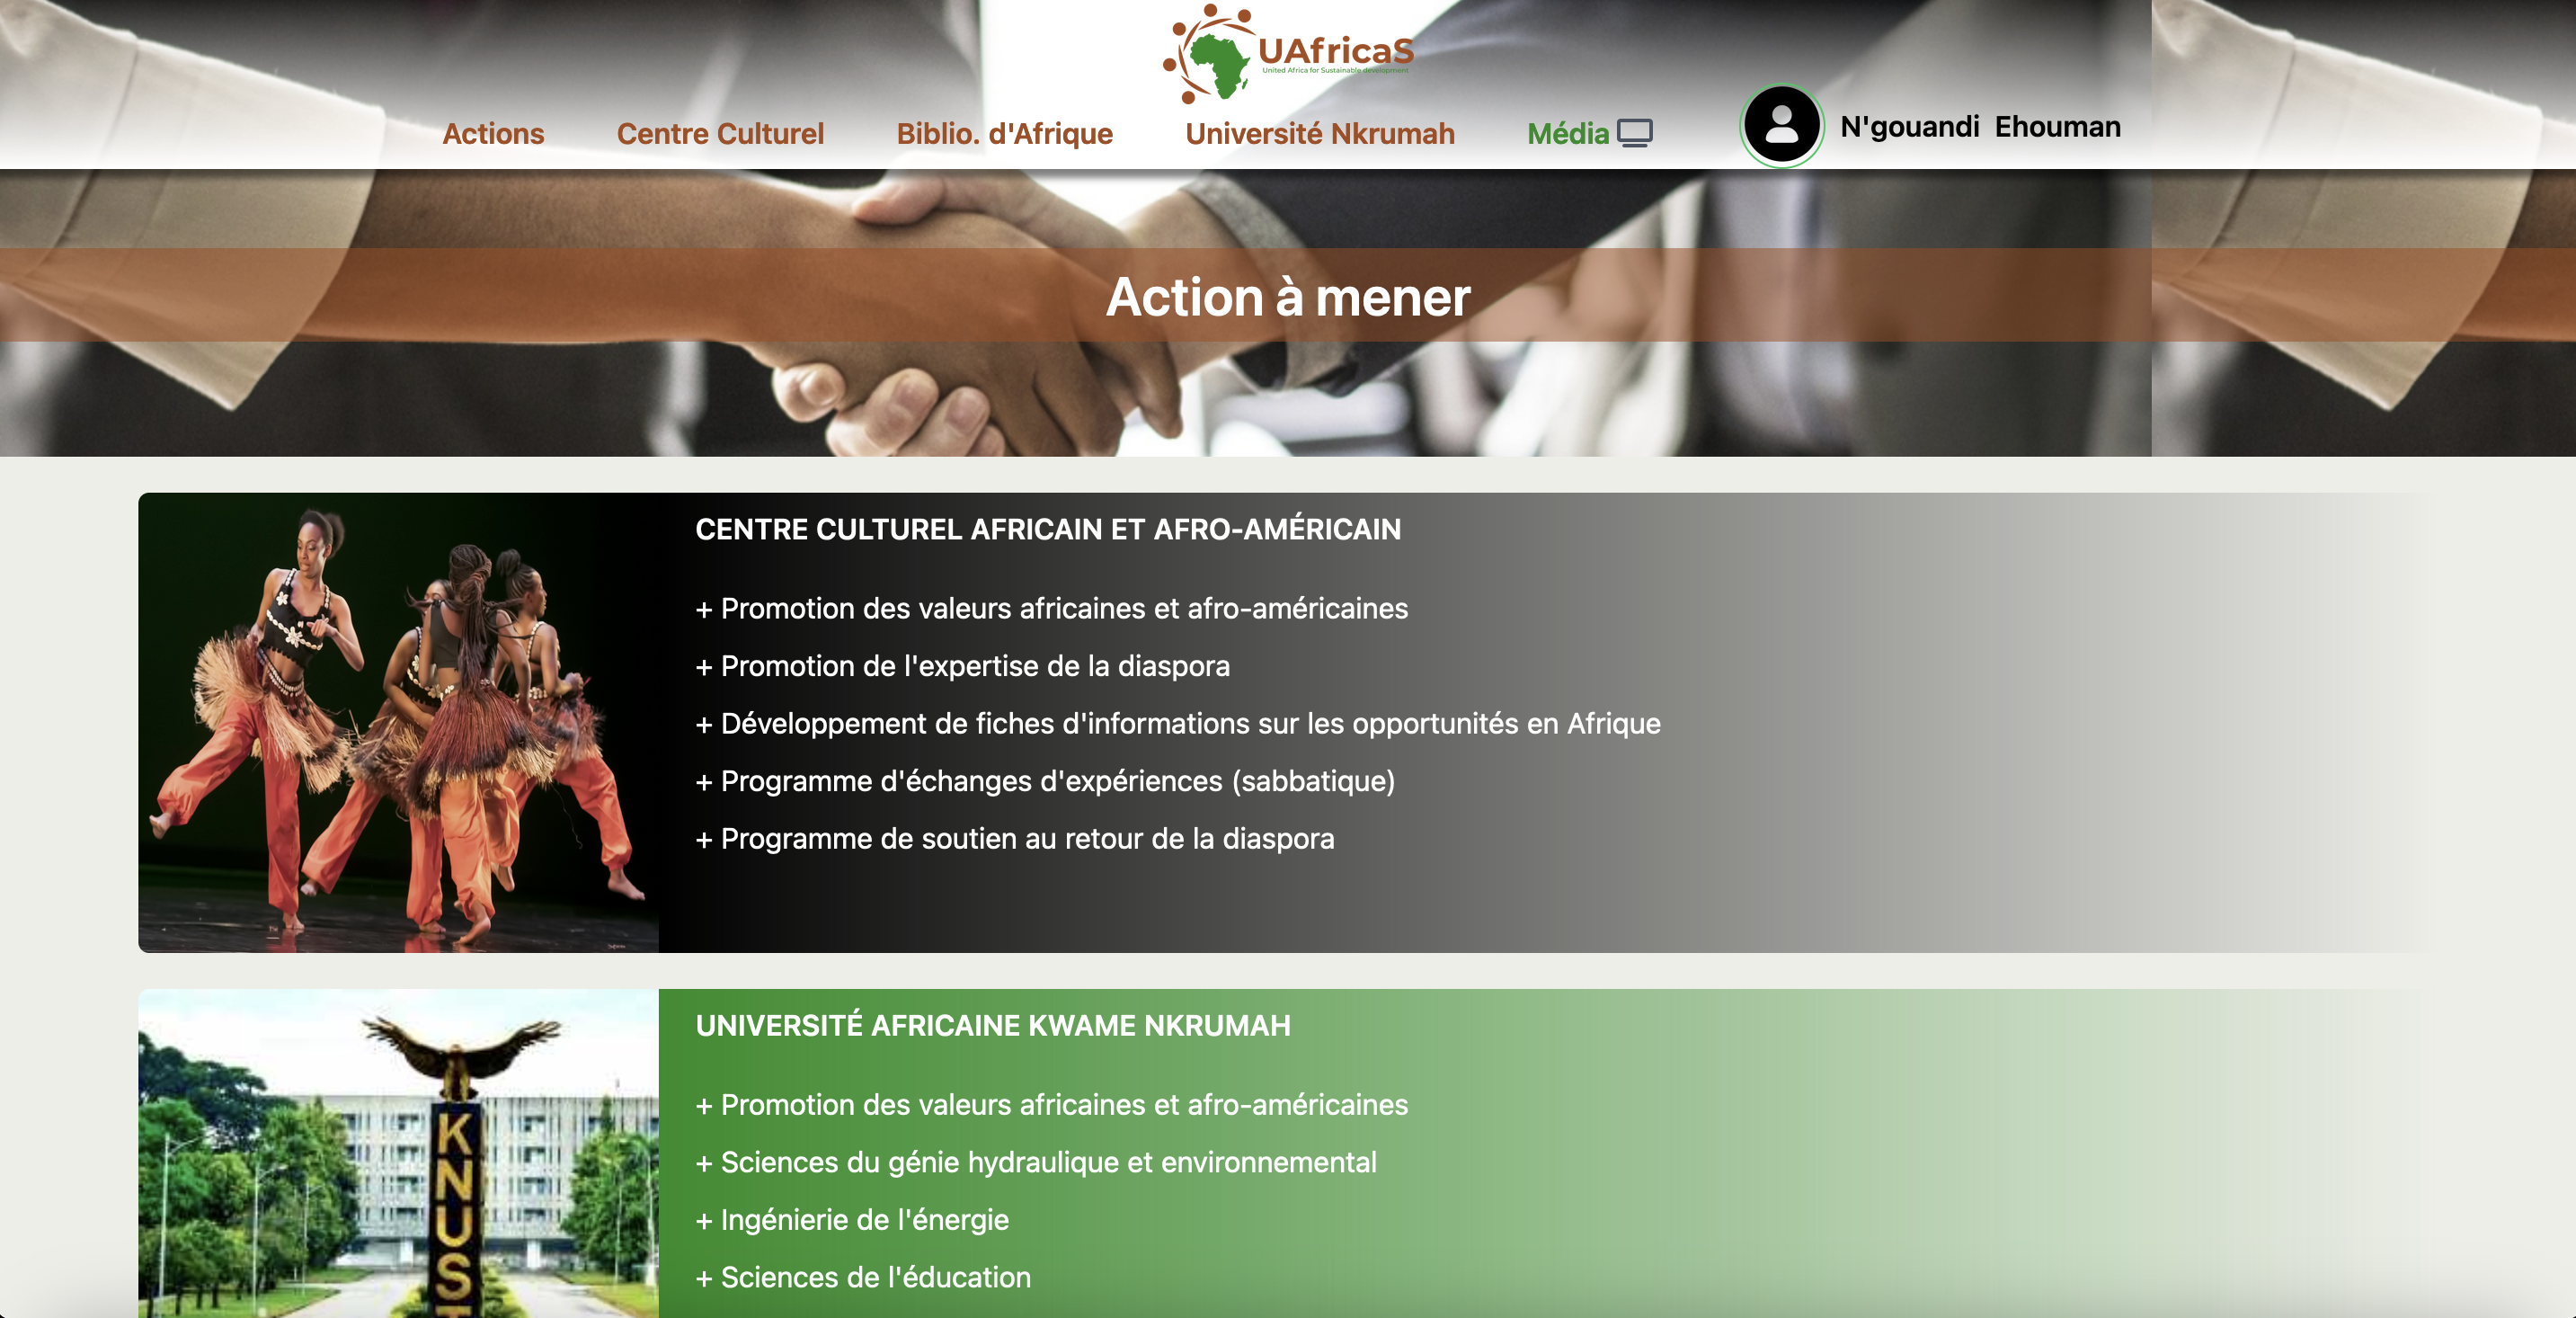 UAfricaS
United Africa for Sustainable development
Actions
Centre Culturel
Biblio. d'Afrique
Université Nkrumah
Média
N'gouandi Ehouman
Action à mener
CENTRE CULTUREL AFRICAIN ET AFRO-AMÉRICAIN
+ Promotion des valeurs africaines et afro-américaines
+ Promotion de l'expertise de la diaspora
+ Développement de fiches d'informations sur les opportunités en Afrique
+ Programme d'échanges d'expériences (sabbatique)
+ Programme de soutien au retour de la diaspora
KNUS
UNIVERSITÉ AFRICAINE KWAME NKRUMAH
+ Promotion des valeurs africaines et afro-américaines
+ Sciences du génie hydraulique et environnemental
+ Ingénierie de l'énergie
+ Sciences de l'éducation